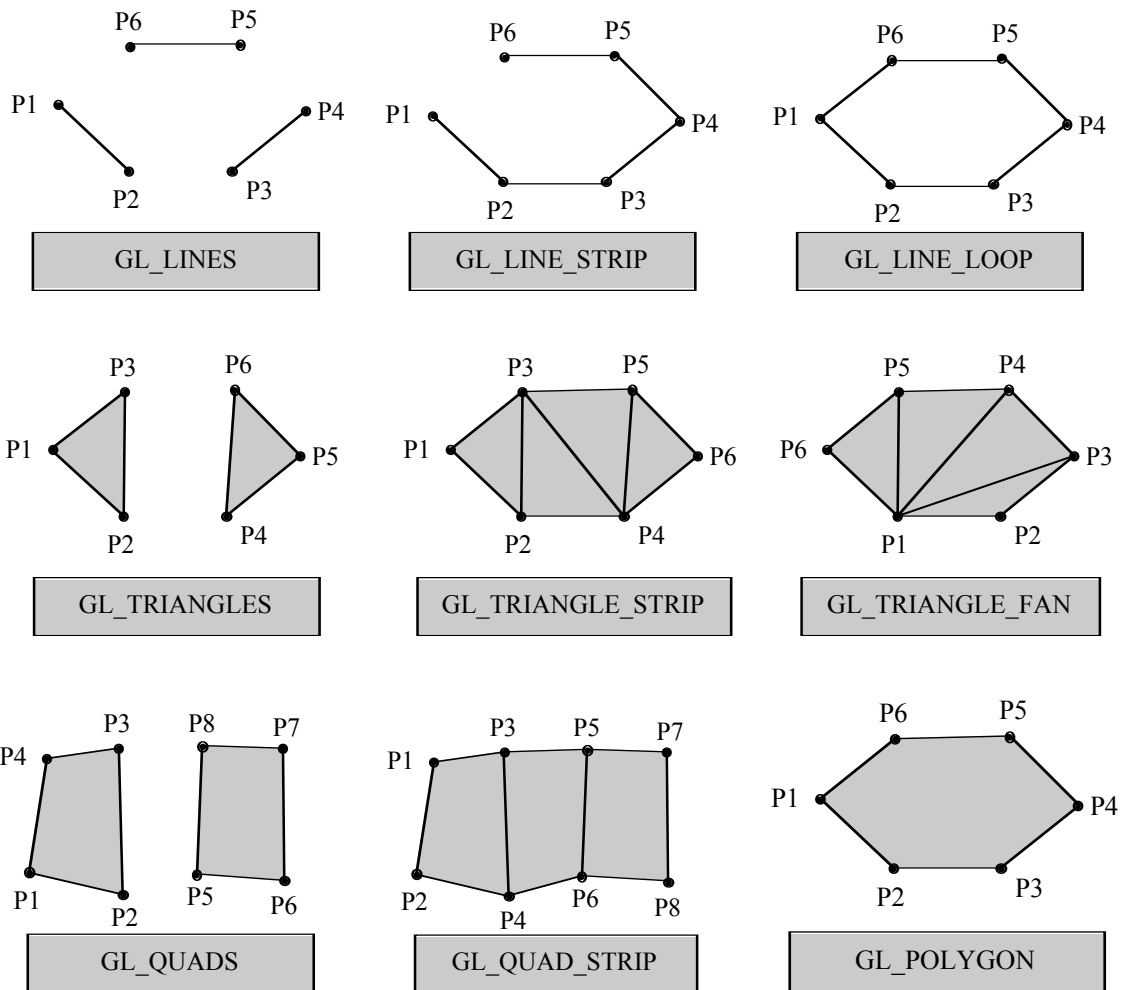 P6 P5
P1
P4
P2
P3
GL_LINES
P6
P5
P1
P4
P2
P3
GL_LINE_STRIP
P6
P5
P1
P4
P2
P3
GL_LINE_LOOP
P3
P6
P1
P5
P2
P4
GL_TRIANGLES
P3
P5
P1
P6
P2
P4
GL_TRIANGLE_STRIP
P5
P4
P6
P3
P1
P2
GL_TRIANGLE_FAN
P3
P8
P7
P4
P1
P2
P5
P6
GL_QUADS
P3
P5
P7
P1
P2
P4
P6
P8
GL_QUAD_STRIP
P6
P5
P1
P4
P2
P3
GL_POLYGON